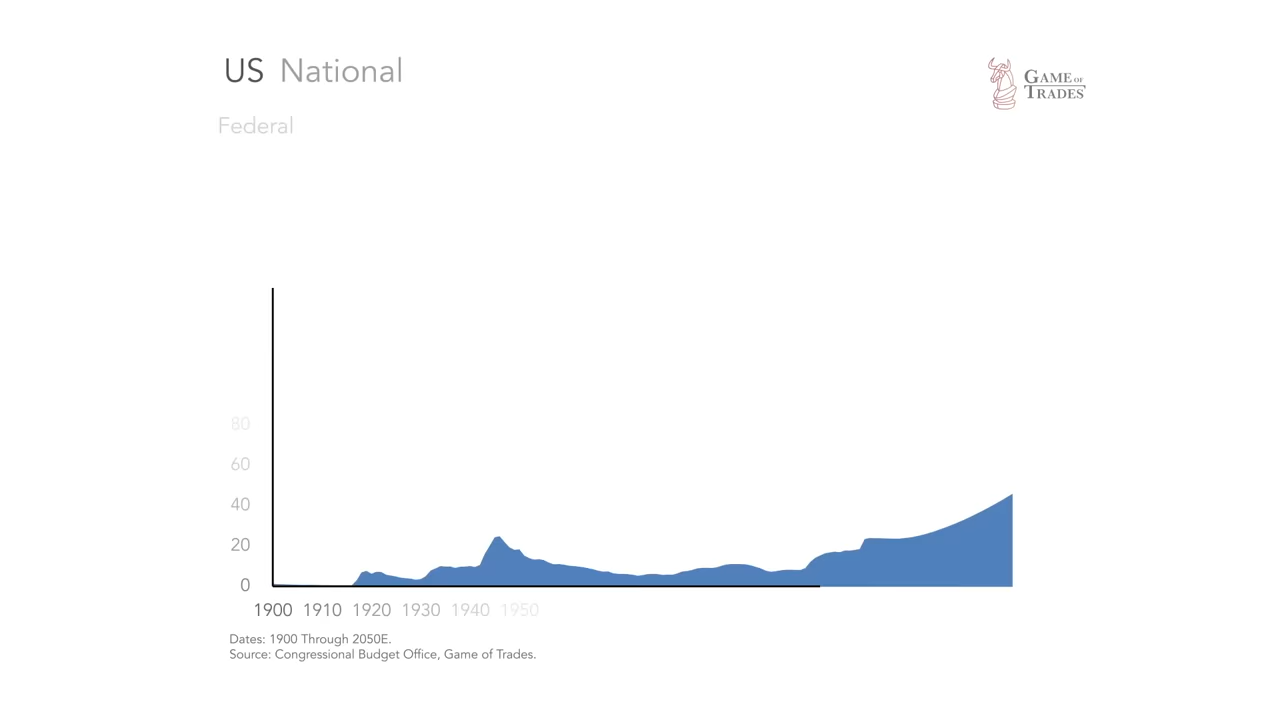 US National
GAME OF
TRADES
Federal
80
60
40
20
0
1900 1910 1920 1930 1940 1950
Dates: 1900 Through 2050E.
Source: Congressional Budget Office, Game of Trades.